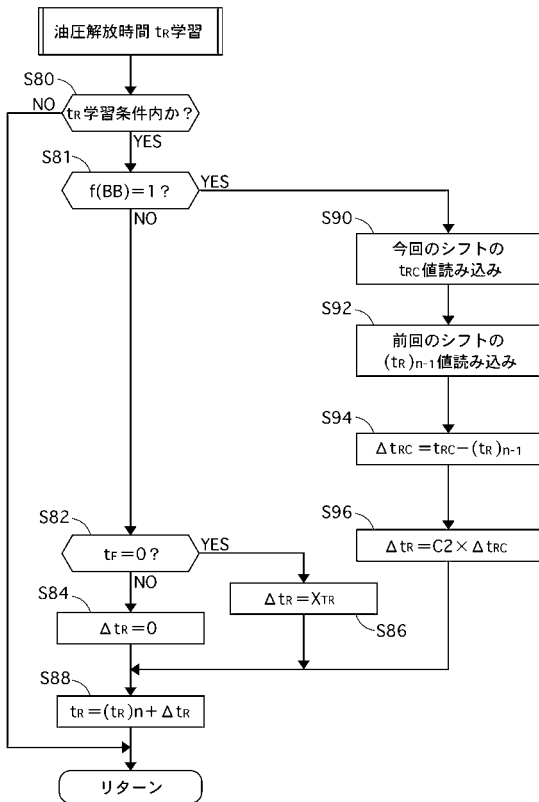 油圧解放時間 tR学習
S80
NO
tR学習条件内か？
YES
S81
f(BB)＝1？
YES
NO
S90
今回のシフトの
tRC 値読み込み
S92
前回のシフトの
(tR)n-1値読み込み
S94
ΔtRC＝tRC－(tR)n-1
S96
ΔtR＝C2×ΔtRC
S82
tF＝0？
YES
NO
S84
ΔtR＝0
ΔtR＝XTR
S86
S88
tR＝(tR)n＋ΔtR
リターン